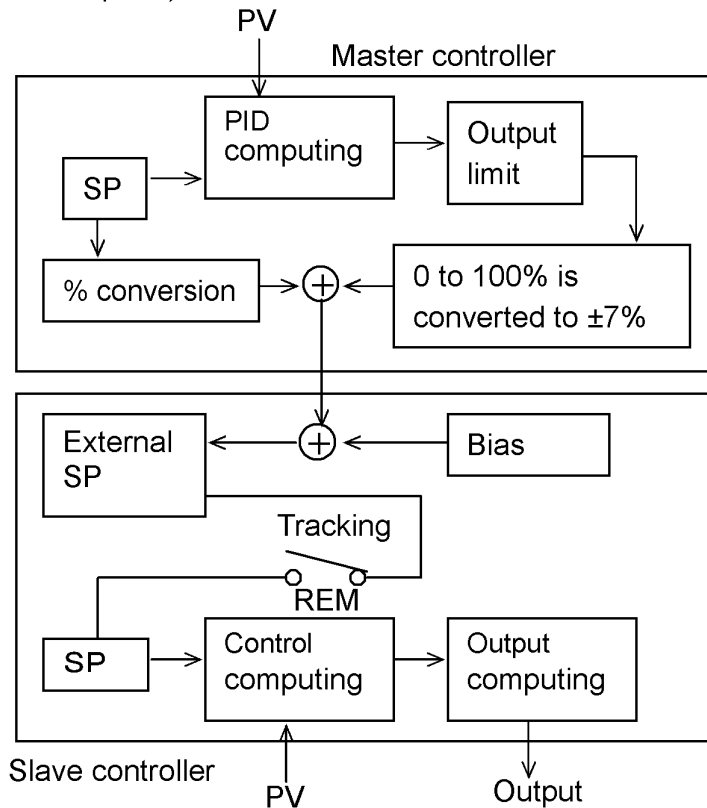 PV
Master controller
PID
computing
Output
limit
SP
% conversion
+
0 to 100% is
converted to ±7%
External
SP
+
Bias
Tracking
REM
SP
Control
computing
Output
computing
Slave controller
PV
Output